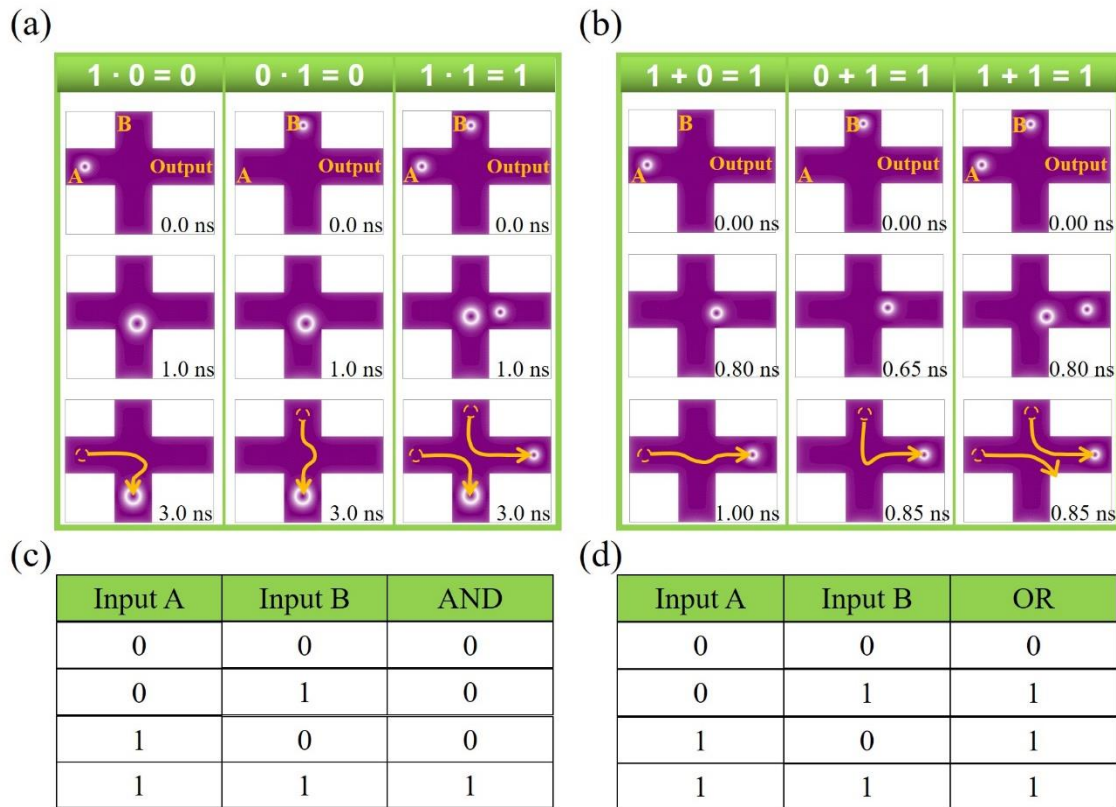 (a)
1 · 0 = 0 0 · 1 = 0 1 · 1 = 1
B B B
A Output A Output A Output
0.0 ns 0.0 ns 0.0 ns
1.0 ns 1.0 ns 1.0 ns
3.0 ns 3.0 ns 3.0 ns
(b)
1 + 0 = 1 0 + 1 = 1 1 + 1 = 1
B B B
A Output A Output A Output
0.00 ns 0.00 ns 0.00 ns
0.80 ns 0.65 ns 0.80 ns
1.00 ns 0.85 ns 0.85 ns
(c)
Input A Input B AND
0 0 0
0 1 0
1 0 0
1 1 1
(d)
Input A Input B OR
0 0 0
0 1 1
1 0 1
1 1 1